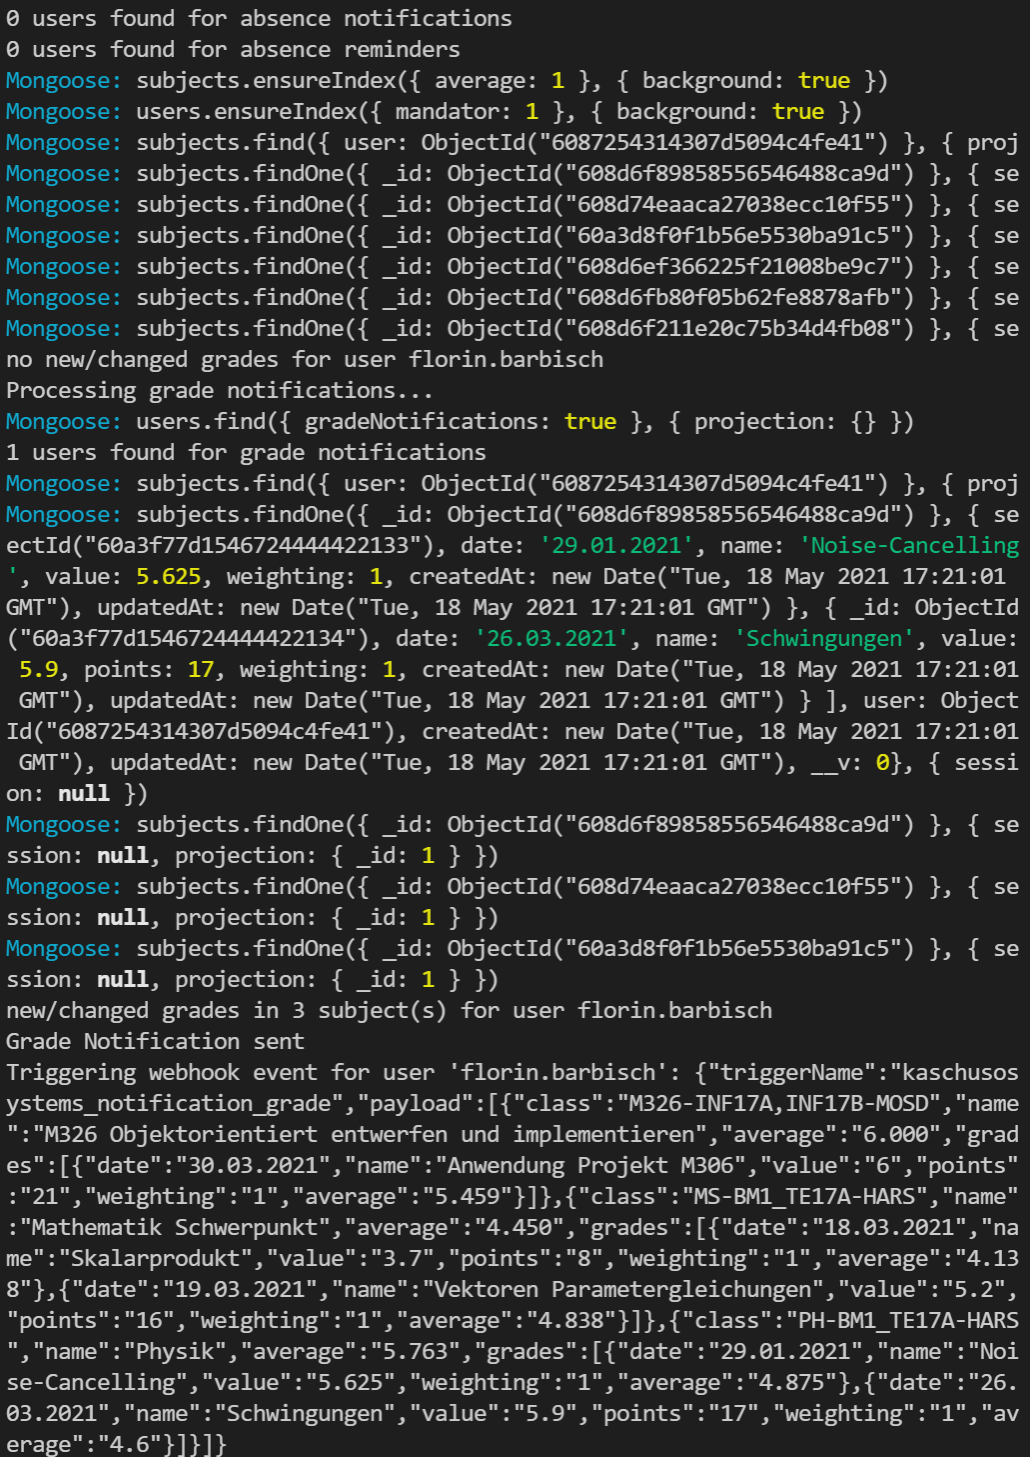 0 users found for absence notifications
0 users found for absence reminders
Mongoose: subjects.ensureIndex({ average: 1 }, { background: true })
Mongoose: users.ensureIndex({ mandator: 1 }, { background: true })
Mongoose: subjects.find({ user: ObjectId("6087254314307d5094c4fe41") }, { proj
Mongoose: subjects.findOne({ _id: ObjectId("608d6f89858556546488ca9d") }, { se
Mongoose: subjects.findOne({ _id: ObjectId("608d74eaaca27038ecc10f55") }, { se
Mongoose: subjects.findOne({ _id: ObjectId("60a3d8f0f1b56e5530ba91c5") }, { se
Mongoose: subjects.findOne({ _id: ObjectId("608d6ef366225f21008be9c7") }, { se
Mongoose: subjects.findOne({ _id: ObjectId("608d6fb80f05b62fe8878afb") }, { se
Mongoose: subjects.findOne({ _id: ObjectId("608d6f211e20c75b34d4fb08") }, { se
no new/changed grades for user florin.barbisch
Processing grade notifications...
Mongoose: users.find({ gradeNotifications: true }, { projection: {} })
1 users found for grade notifications
Mongoose: subjects.find({ user: ObjectId("6087254314307d5094c4fe41") }, { proj
Mongoose: subjects.findOne({ _id: ObjectId("608d6f89858556546488ca9d") }, { se
ectId("60a3f77d1546724444422133"), date: '29.01.2021', name: 'Noise-Cancelling
', value: 5.625, weighting: 1, createdAt: new Date("Tue, 18 May 2021 17:21:01
GMT"), updatedAt: new Date("Tue, 18 May 2021 17:21:01 GMT") }, { _id: ObjectId
("60a3f77d1546724444422134"), date: '26.03.2021', name: 'Schwingungen', value:
5.9, points: 17, weighting: 1, createdAt: new Date("Tue, 18 May 2021 17:21:01
GMT"), updatedAt: new Date("Tue, 18 May 2021 17:21:01 GMT") } ], user: Object
Id("6087254314307d5094c4fe41"), createdAt: new Date("Tue, 18 May 2021 17:21:01
GMT"), updatedAt: new Date("Tue, 18 May 2021 17:21:01 GMT"), __v: 0}, { sessi
on: null })
Mongoose: subjects.findOne({ _id: ObjectId("608d6f89858556546488ca9d") }, { se
ssion: null, projection: { _id: 1 } })
Mongoose: subjects.findOne({ _id: ObjectId("608d74eaaca27038ecc10f55") }, { se
ssion: null, projection: { _id: 1 } })
Mongoose: subjects.findOne({ _id: ObjectId("60a3d8f0f1b56e5530ba91c5") }, { se
ssion: null, projection: { _id: 1 } })
new/changed grades in 3 subject(s) for user florin.barbisch
Grade Notification sent
Triggering webhook event for user 'florin.barbisch': {"triggerName":"kaschusos
ystems_notification_grade","payload":[{"class":"M326-INF17A,INF17B-MOSD","name
":"M326 Objektorientiert entwerfen und implementieren","average":"6.000","grad
es":[{"date":"30.03.2021","name":"Anwendung Projekt M306","value":"6","points"
:"21","weighting":"1","average":"5.459"}]},{"class":"MS-BM1_TE17A-HARS","name"
:"Mathematik Schwerpunkt","average":"4.450","grades":[{"date":"18.03.2021","na
me":"Skalarprodukt","value":"3.7","points":"8","weighting":"1","average":"4.13
8"},{"date":"19.03.2021","name":"Vektoren Parametergleichungen","value":"5.2",
"points":"16","weighting":"1","average":"4.838"}]},{"class":"PH-BM1_TE17A-HARS
","name":"Physik","average":"5.763","grades":[{"date":"29.01.2021","name":"Noi
se-Cancelling","value":"5.625","weighting":"1","average":"4.875"},{"date":"26.
03.2021","name":"Schwingungen","value":"5.9","points":"17","weighting":"1","av
erage":"4.6"}]}]}